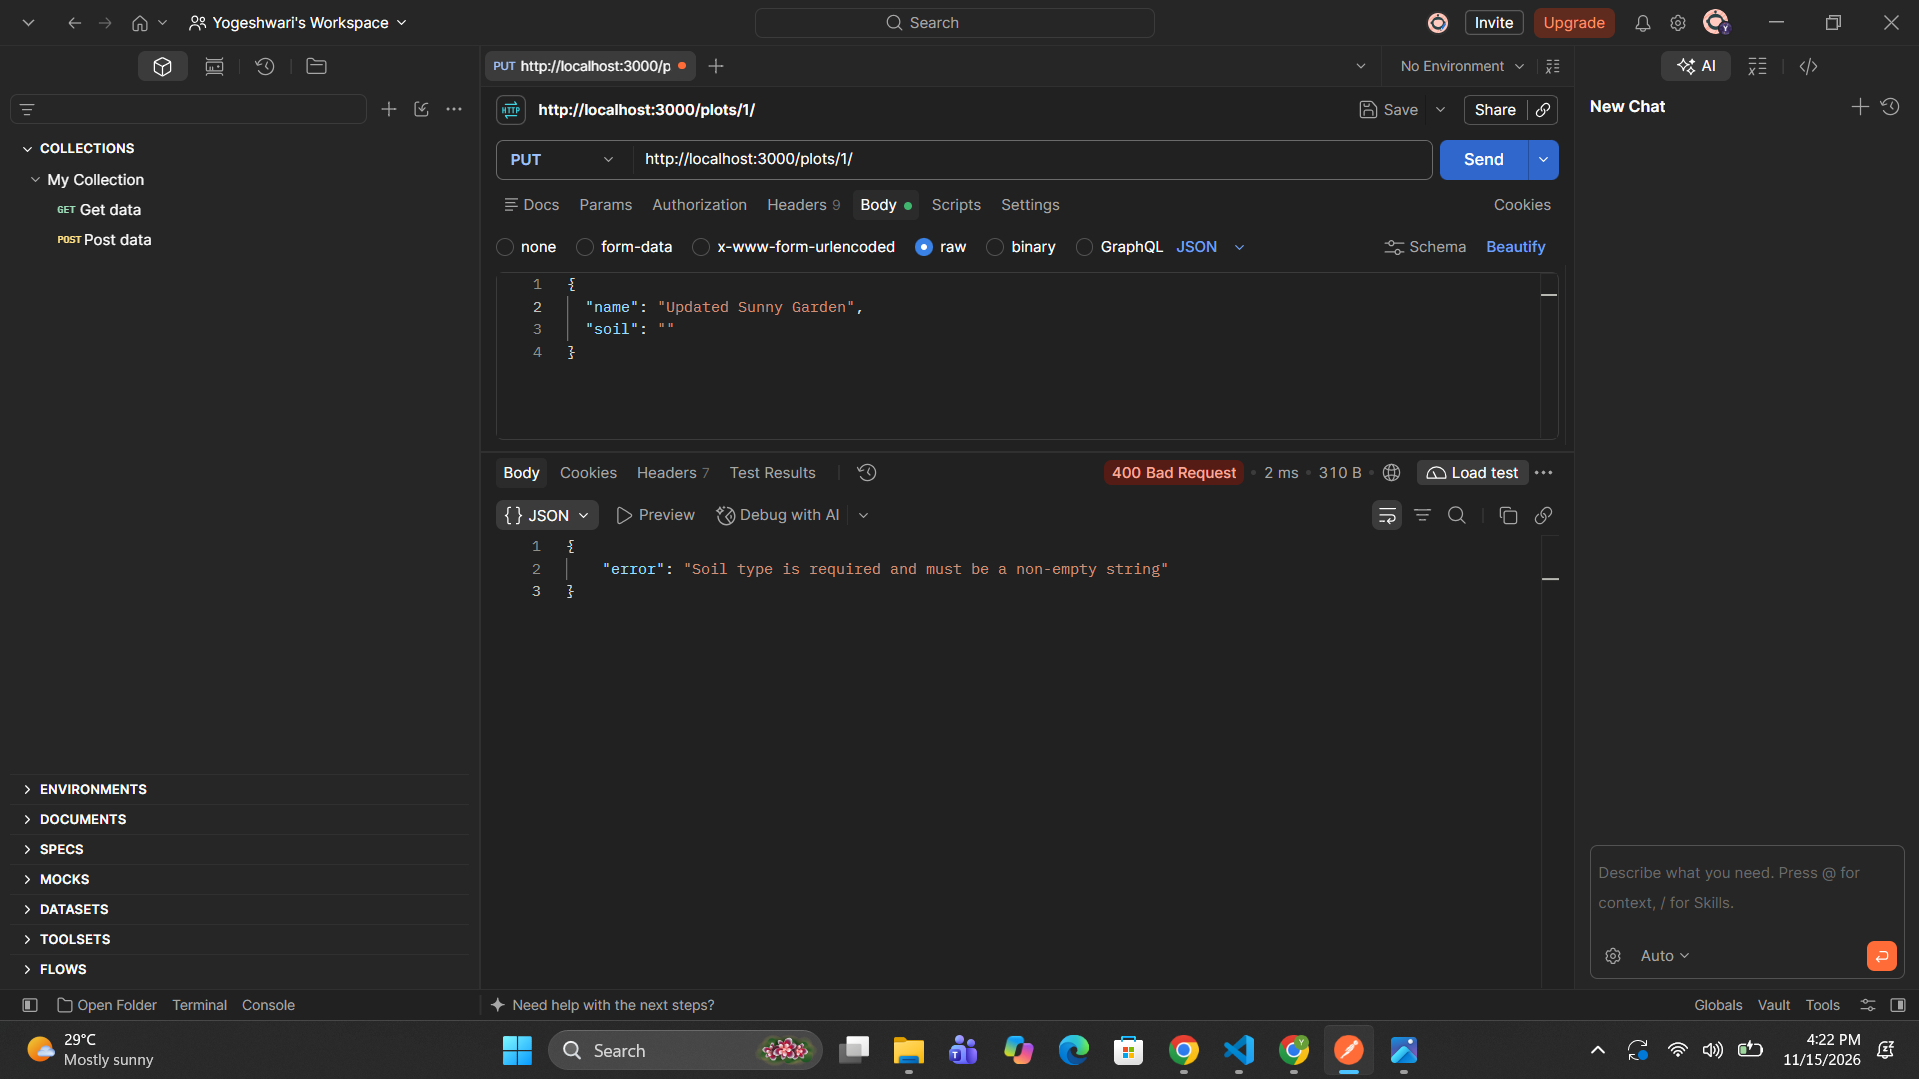 Yogeshwari's Workspace
Search
Invite
Upgrade
PUT http://localhost:3000/p
No Environment
AI
http://localhost:3000/plots/1/
Save
Share
New Chat
COLLECTIONS
My Collection
GET Get data
POST Post data
PUT
http://localhost:3000/plots/1/
Send
Docs
Params
Authorization
Headers 9
Body
Scripts
Settings
Cookies
none
form-data
x-www-form-urlencoded
raw
binary
GraphQL
JSON
Schema
Beautify
1 {
2 "name": "Updated Sunny Garden",
3 "soil": ""
4 }
Body
Cookies
Headers 7
Test Results
400 Bad Request
2 ms
310 B
Load test
{} JSON
Preview
Debug with AI
1 {
2 "error": "Soil type is required and must be a non-empty string"
3 }
ENVIRONMENTS
DOCUMENTS
SPECS
MOCKS
DATASETS
TOOLSETS
FLOWS
Describe what you need. Press @ for
context, / for Skills.
Auto
Open Folder
Terminal
Console
Need help with the next steps?
Globals
Vault
Tools
29°C
Mostly sunny
Search
4:22 PM
11/15/2026